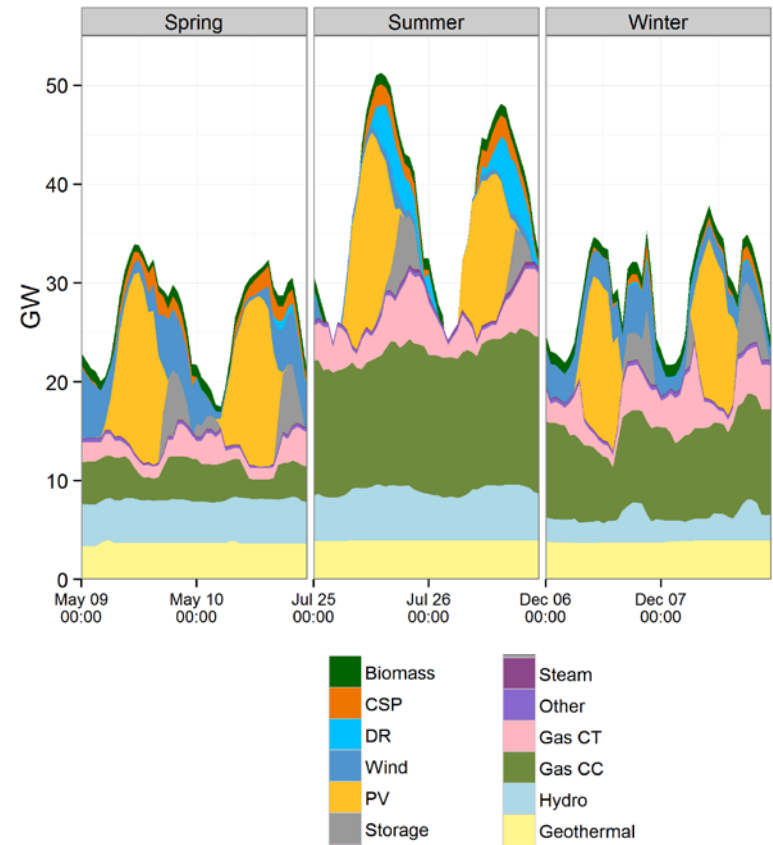 Spring Summer Winter
50
40
GW
30
20
10
0
May 09 May 10 Jul 25 Jul 26 Dec 06 Dec 07
00:00 00:00 00:00 00:00 00:00 00:00
Biomass Steam
CSP Other
DR Gas CT
Wind Gas CC
PV Hydro
Storage Geothermal